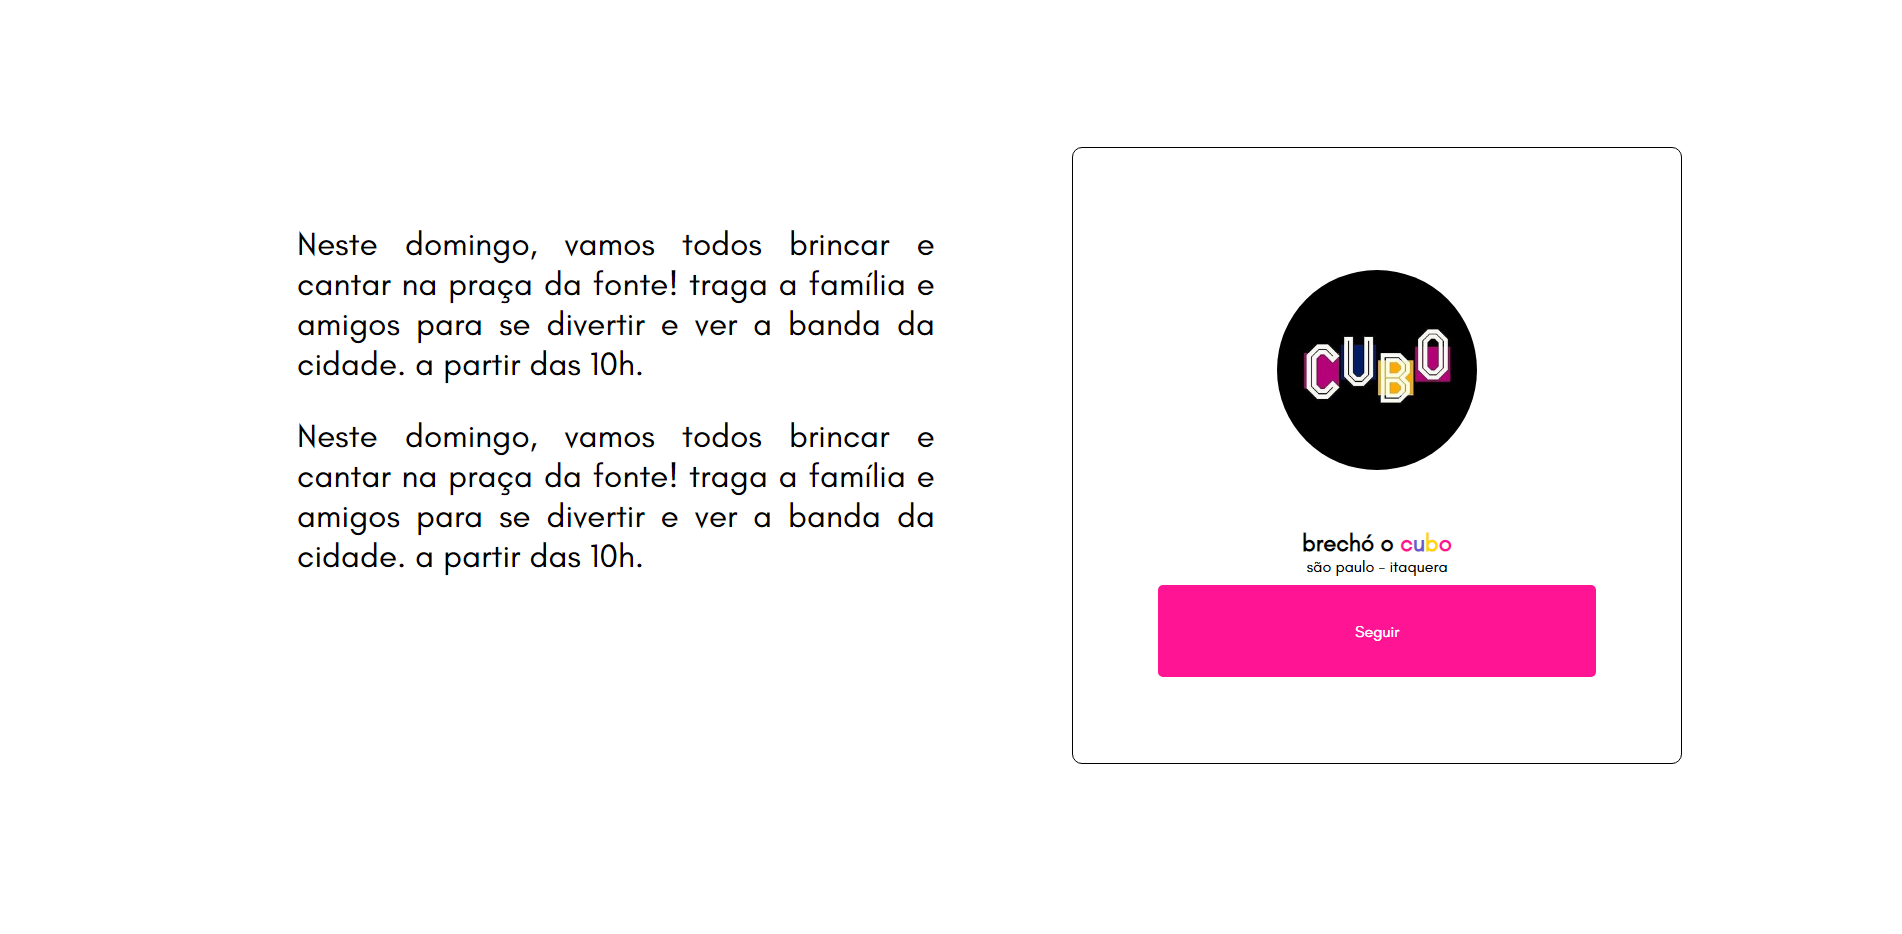 Neste domingo, vamos todos brincar e
cantar na praça da fonte! traga a família e
amigos para se divertir e ver a banda da
cidade. a partir das 10h.
Neste domingo, vamos todos brincar e
cantar na praça da fonte! traga a família e
amigos para se divertir e ver a banda da
cidade. a partir das 10h.
CUBO
brechó o cubo
são paulo - itaquera
Seguir